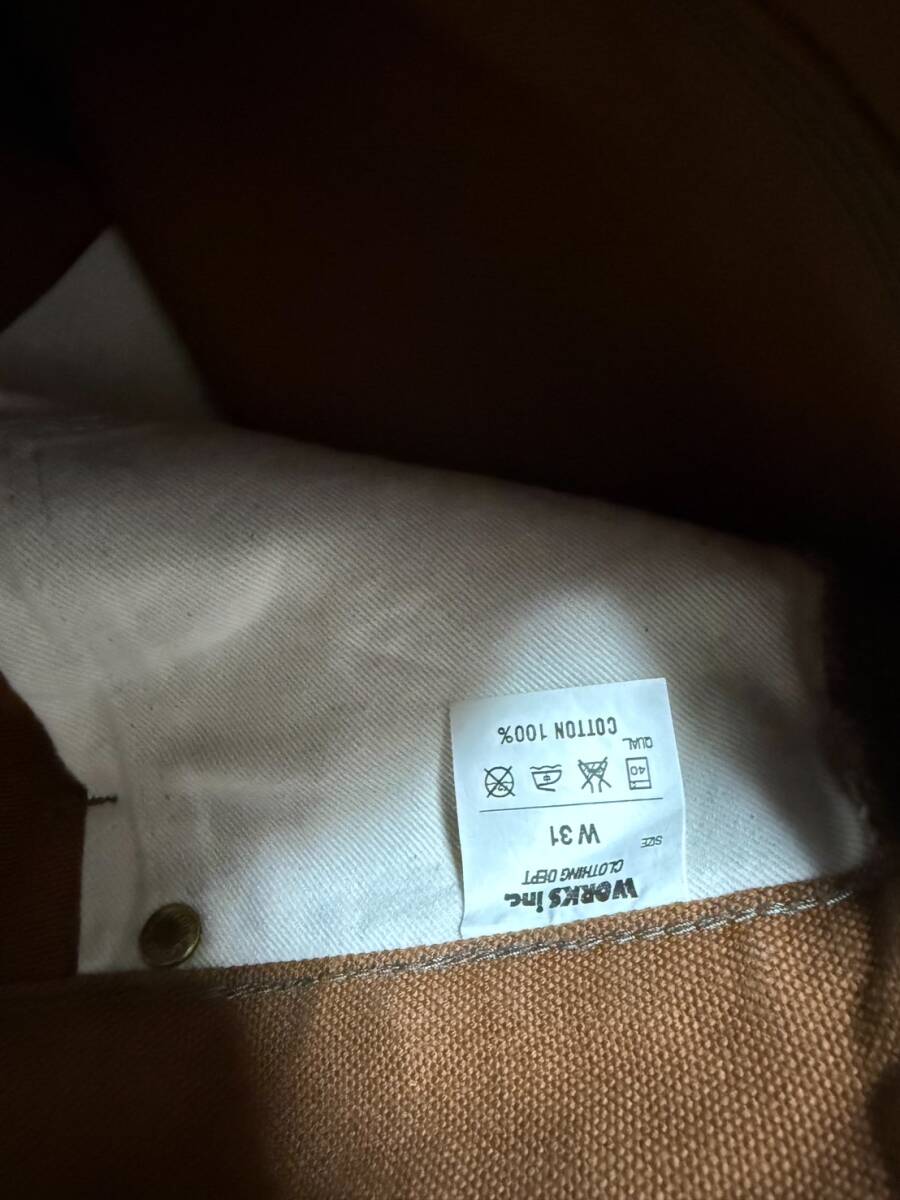 WORKS inc.
CLOTHING DEPT
SIZE W 31
40
QUAL
COTTON 100%